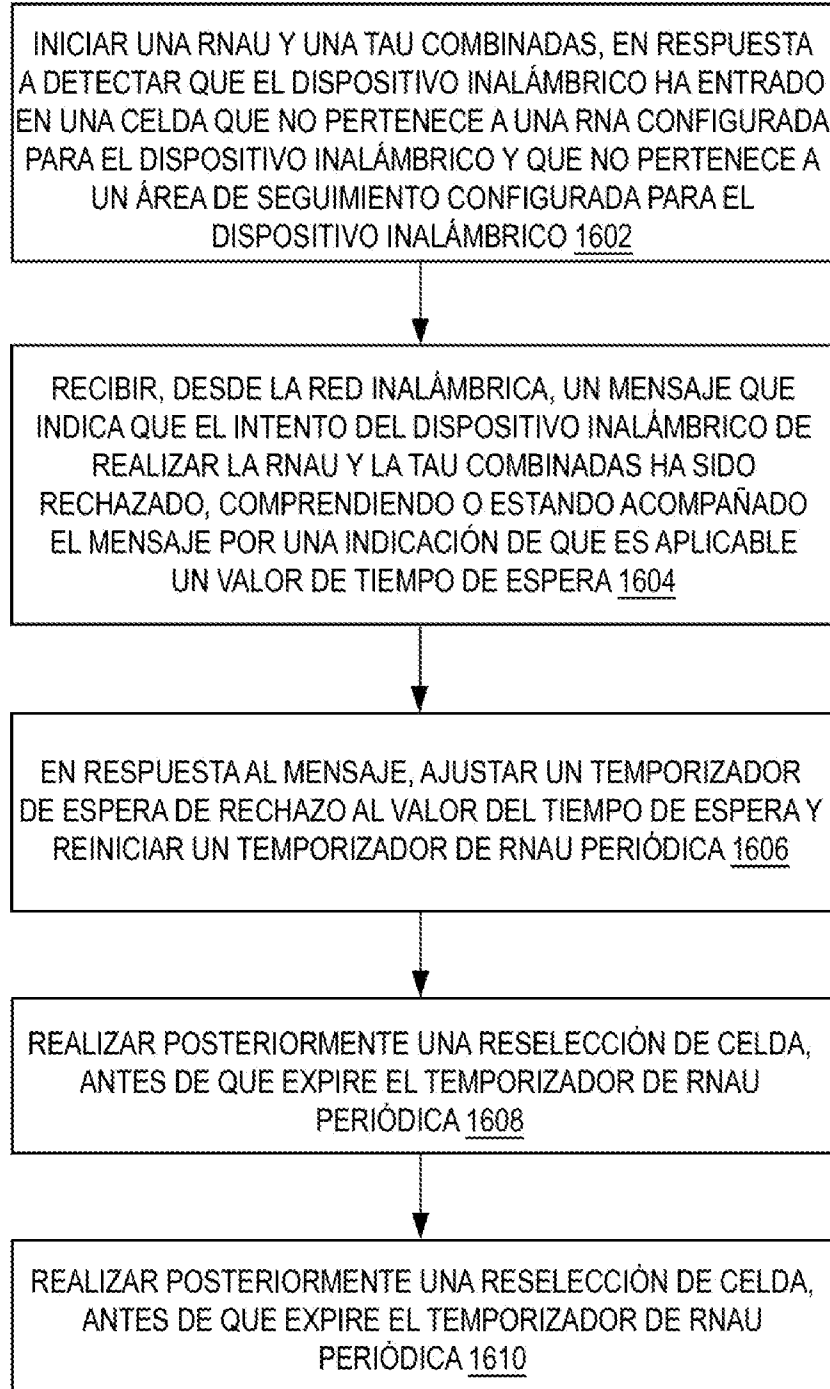 INICIAR UNA RNAU Y UNA TAU COMBINADAS, EN RESPUESTA
A DETECTAR QUE EL DISPOSITIVO INALÁMBRICO HA ENTRADO
EN UNA CELDA QUE NO PERTENECE A UNA RNA CONFIGURADA
PARA EL DISPOSITIVO INALÁMBRICO Y QUE NO PERTENECE A
UN ÁREA DE SEGUIMIENTO CONFIGURADA PARA EL
DISPOSITIVO INALÁMBRICO 1602
RECIBIR, DESDE LA RED INALÁMBRICA, UN MENSAJE QUE
INDICA QUE EL INTENTO DEL DISPOSITIVO INALÁMBRICO DE
REALIZAR LA RNAU Y LA TAU COMBINADAS HA SIDO
RECHAZADO, COMPRENDIENDO O ESTANDO ACOMPAÑADO
EL MENSAJE POR UNA INDICACIÓN DE QUE ES APLICABLE
UN VALOR DE TIEMPO DE ESPERA 1604
EN RESPUESTA AL MENSAJE, AJUSTAR UN TEMPORIZADOR
DE ESPERA DE RECHAZO AL VALOR DEL TIEMPO DE ESPERA Y
REINICIAR UN TEMPORIZADOR DE RNAU PERIÓDICA 1606
REALIZAR POSTERIORMENTE UNA RESELECCIÓN DE CELDA,
ANTES DE QUE EXPIRE EL TEMPORIZADOR DE RNAU
PERIÓDICA 1608
REALIZAR POSTERIORMENTE UNA RESELECCIÓN DE CELDA,
ANTES DE QUE EXPIRE EL TEMPORIZADOR DE RNAU
PERIÓDICA 1610